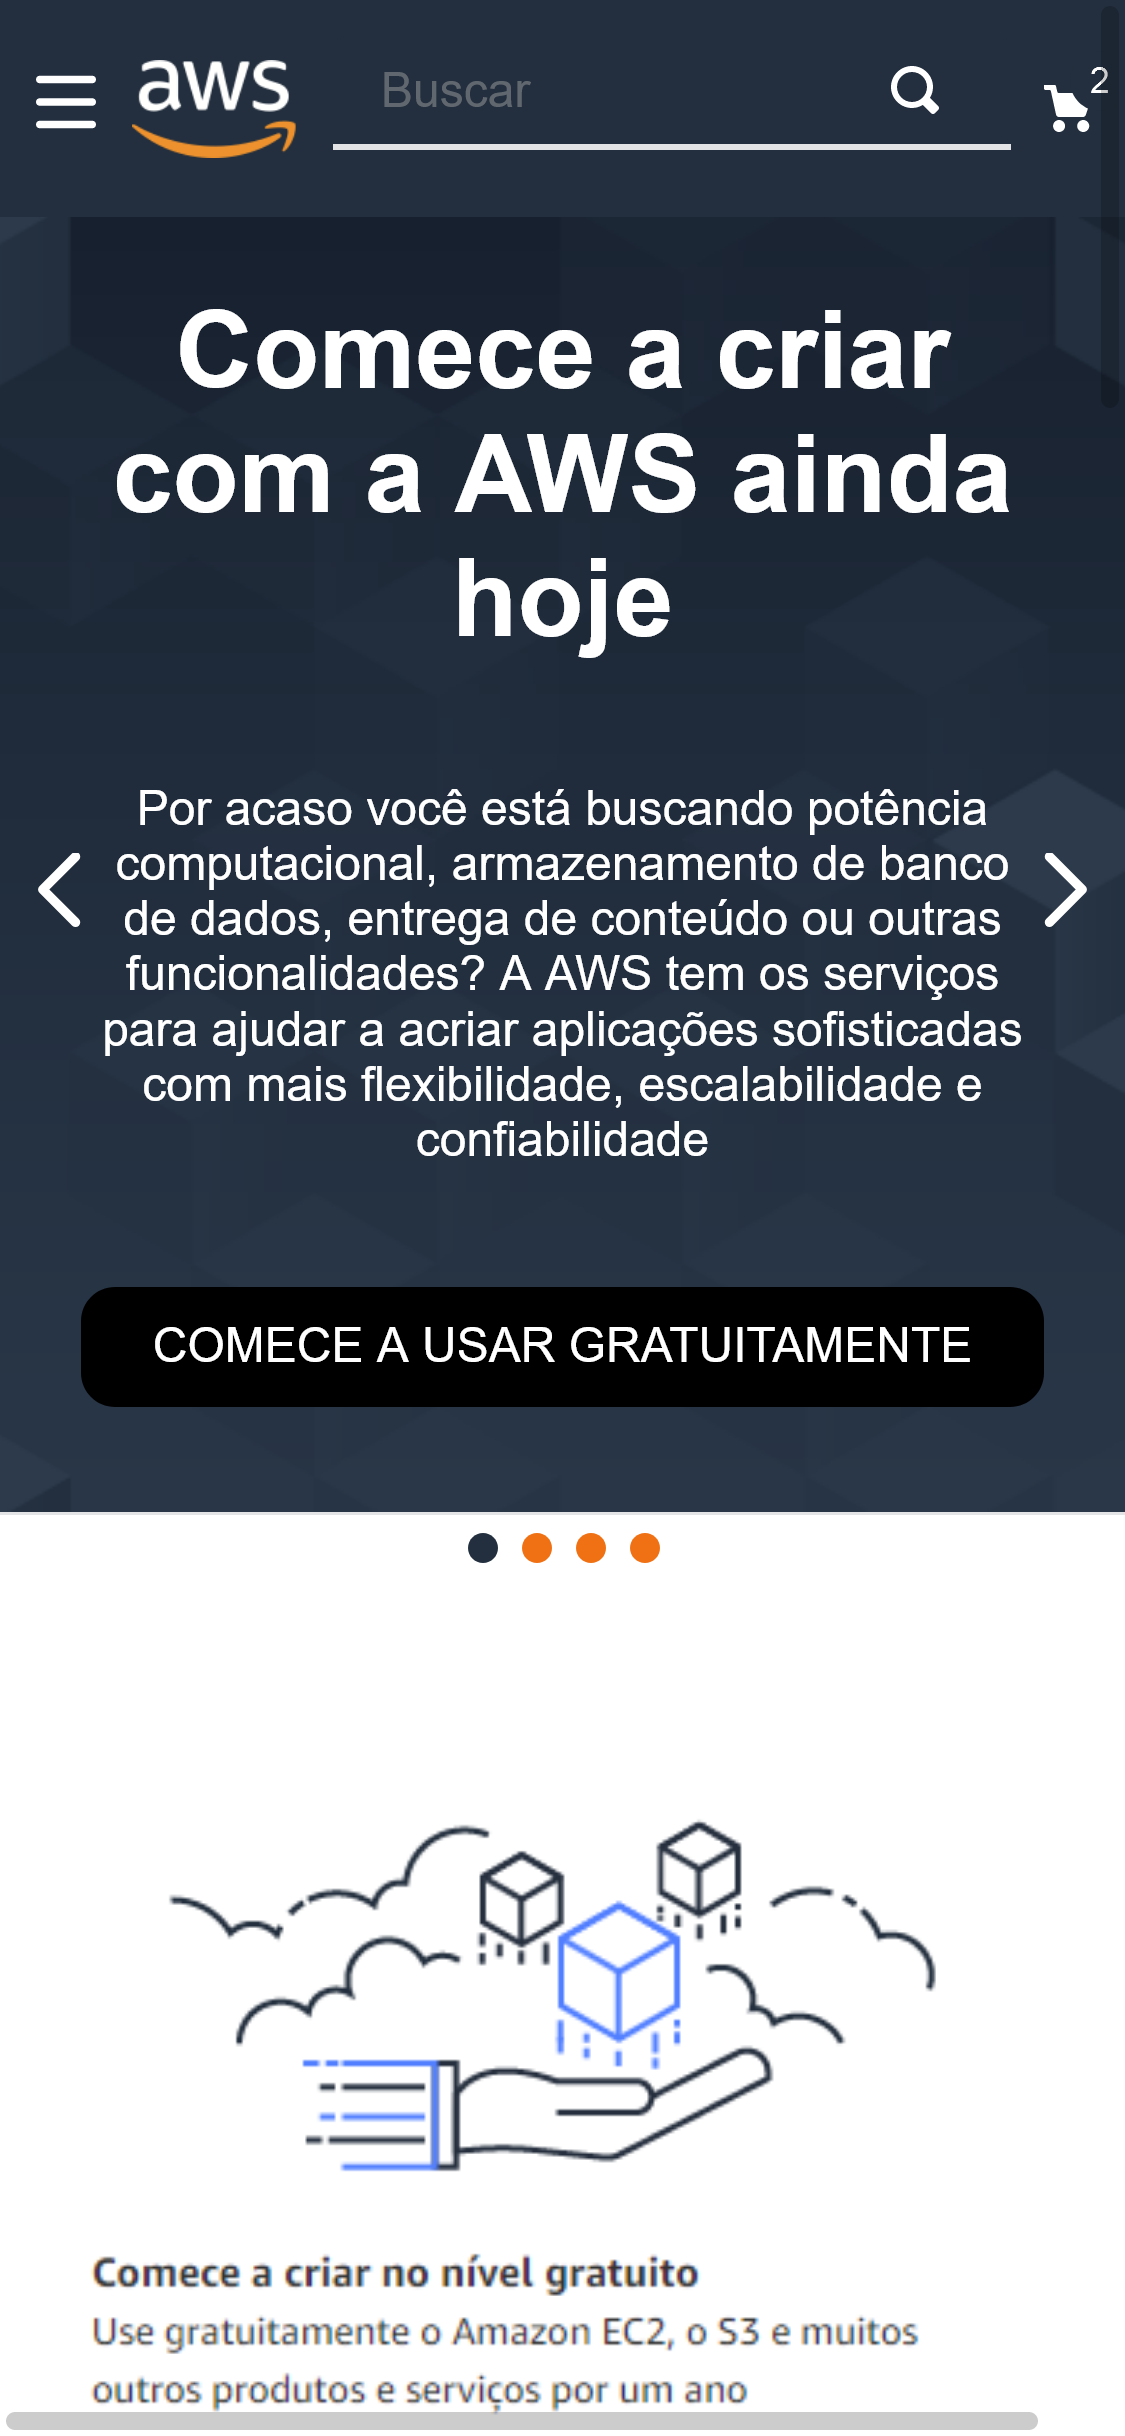 aws
Buscar
2
Comece a criar
com a AWS ainda
hoje
Por acaso você está buscando potência
computacional, armazenamento de banco
de dados, entrega de conteúdo ou outras
funcionalidades? A AWS tem os serviços
para ajudar a acriar aplicações sofisticadas
com mais flexibilidade, escalabilidade e
confiabilidade
COMECE A USAR GRATUITAMENTE
Comece a criar no nível gratuito
Use gratuitamente o Amazon EC2, o S3 e muitos
outros produtos e serviços por um ano